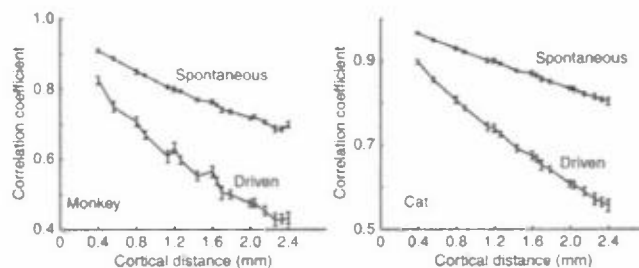 1.0
0.8
0.6
0.4
Correlation coefficient
Spontaneous
Driven
Monkey
0 0.4 0.8 1.2 1.6 2.0 2.4
Cortical distance (mm)
0.9
0.7
0.5
Correlation coefficient
Spontaneous
Driven
Cat
0 0.4 0.8 1.2 1.6 2.0 2.4
Cortical distance (mm)